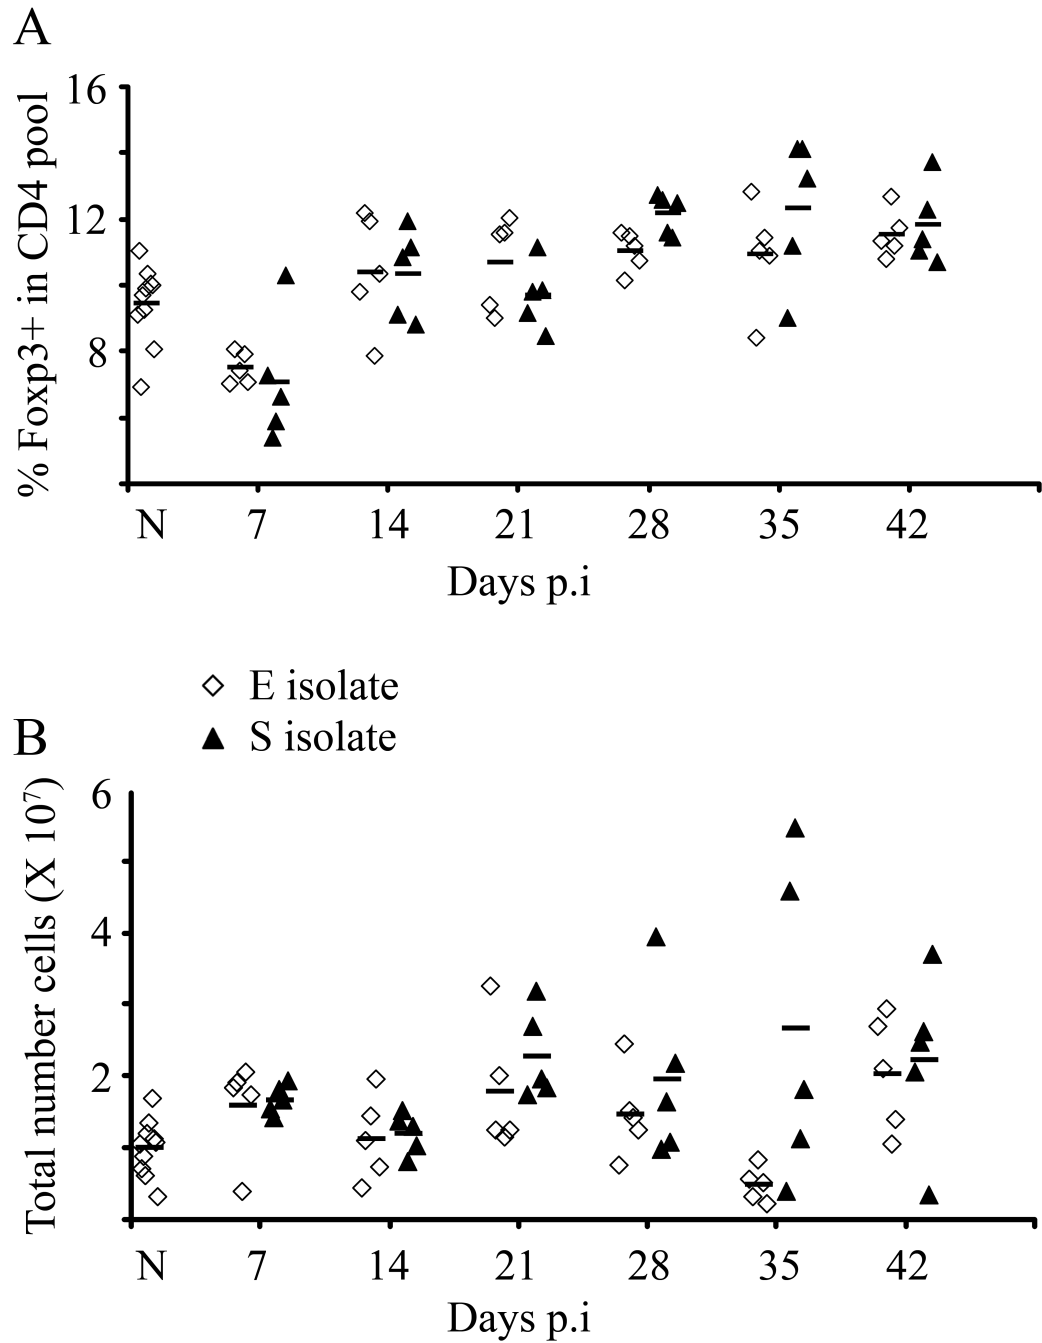 A
% Foxp3+ in CD4 pool
16
12
8
N 7 14 21 28 35 42
Days p.i
E isolate
S isolate
B
Total number cells (X 10⁷)
6
4
2
N 7 14 21 28 35 42
Days p.i